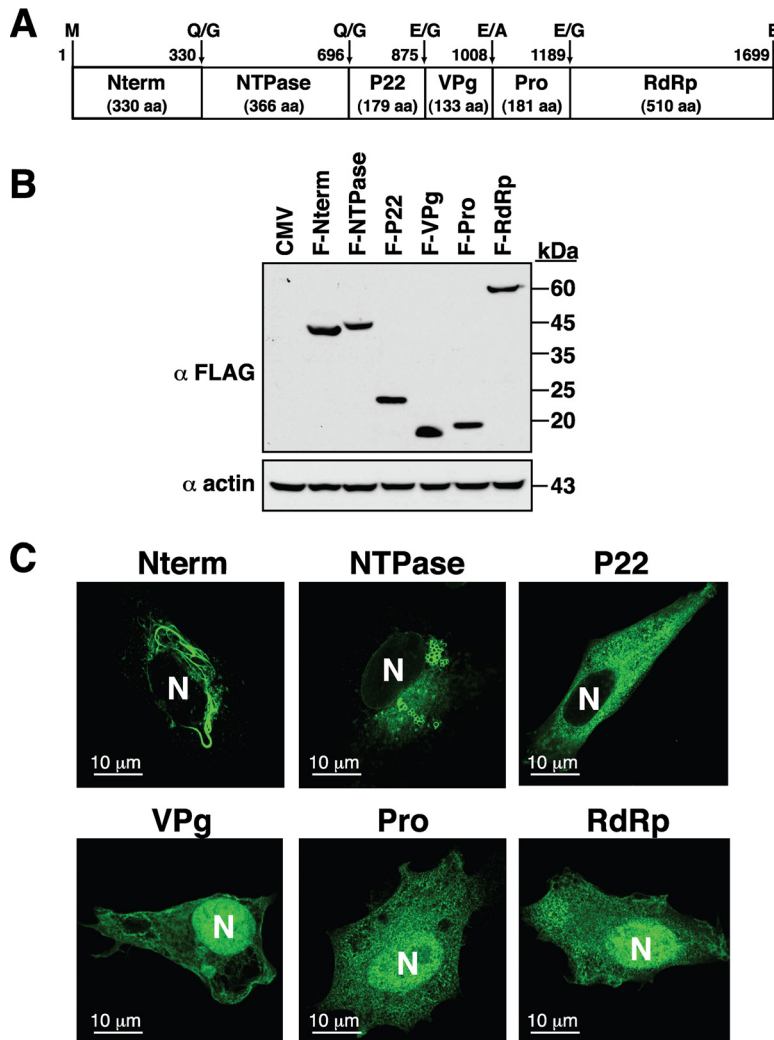 A
M Q/G Q/G E/G E/A E/G E
1 330 696 875 1008 1189 1699
Nterm NTPase P22 VPg Pro RdRp
(330 aa) (366 aa) (179 aa) (133 aa) (181 aa) (510 aa)
B
CMV F-Nterm F-NTPase F-P22 F-VPg F-Pro F-RdRp
kDa
60
45
35
α FLAG
25
20
α actin 43
C
Nterm NTPase P22
N N N
10 μm 10 μm 10 μm
VPg Pro RdRp
N N N
10 μm 10 μm 10 μm